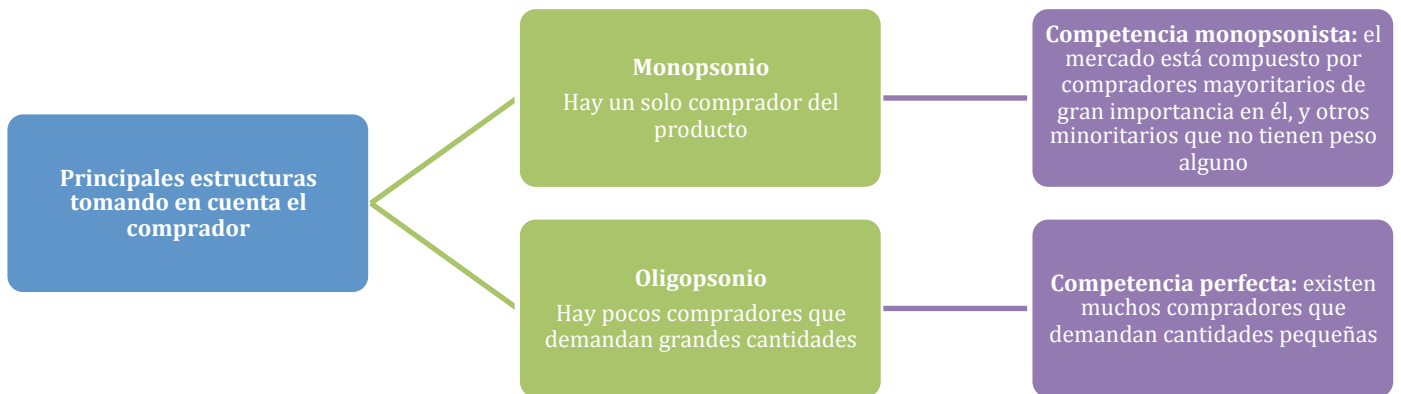 Principales estructuras
tomando en cuenta el
comprador
Monopsonio
Hay un solo comprador del
producto
Competencia monopsonista: el
mercado está compuesto por
compradores mayoritarios de
gran importancia en él, y otros
minoritarios que no tienen peso
alguno
Oligopsonio
Hay pocos compradores que
demandan grandes cantidades
Competencia perfecta: existen
muchos compradores que
demandan cantidades pequeñas